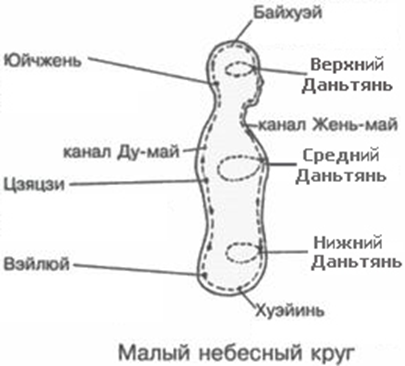 Байхуэй
Юйчжень
Верхний
Даньтянь
канал Жень-май
канал Ду-май
Средний
Даньтянь
Цзяцзи
Нижний
Даньтянь
Вэйлюй
Хуэйинь
Малый небесный круг